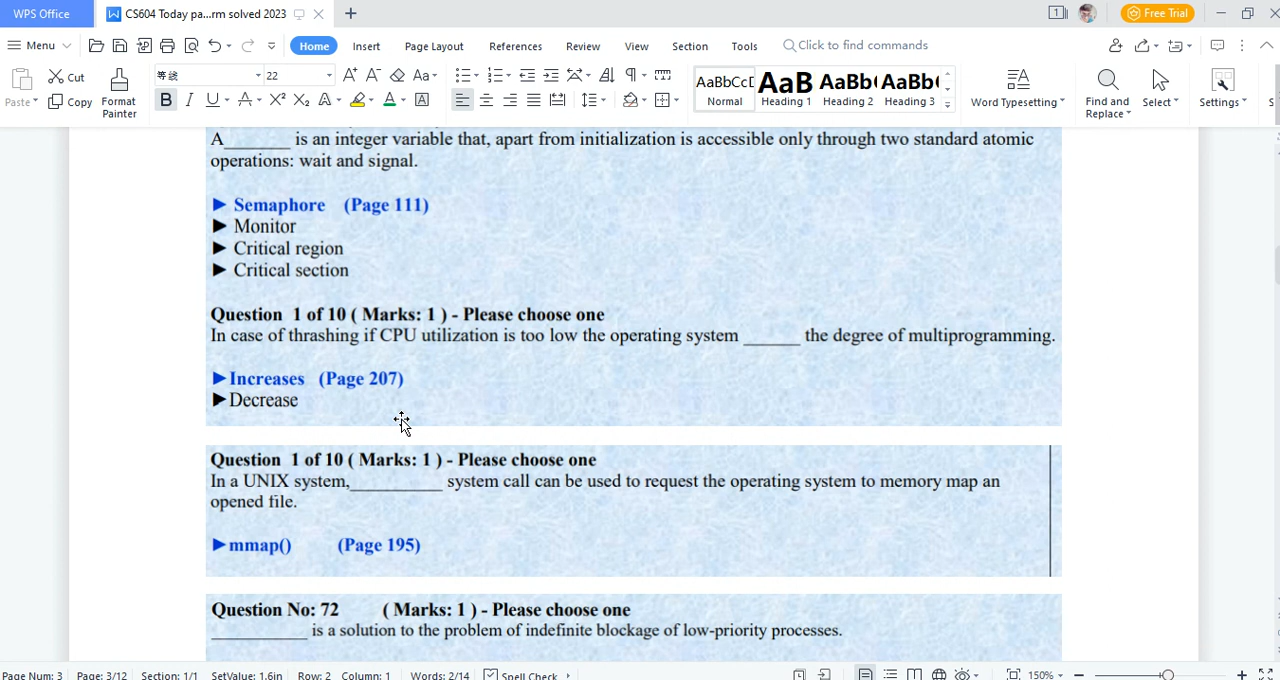 WPS Office
CS604 Today pa...rm solved 2023
Free Trial
Menu
Home
Insert
Page Layout
References
Review
View
Section
Tools
Click to find commands
Paste
Cut
Copy
Format
Painter
等线
22
AaBbCcD
Normal
AaB
Heading 1
AaBb(
Heading 2
AaBb(
Heading 3
Word Typesetting
Find and
Replace
Select
Settings
A_______ is an integer variable that, apart from initialization is accessible only through two standard atomic
operations: wait and signal.
► Semaphore (Page 111)
► Monitor
► Critical region
► Critical section
Question 1 of 10 ( Marks: 1 ) - Please choose one
In case of thrashing if CPU utilization is too low the operating system ______ the degree of multiprogramming.
►Increases (Page 207)
►Decrease
Question 1 of 10 ( Marks: 1 ) - Please choose one
In a UNIX system,__________ system call can be used to request the operating system to memory map an
opened file.
►mmap() (Page 195)
Question No: 72 ( Marks: 1 ) - Please choose one
__________ is a solution to the problem of indefinite blockage of low-priority processes.
Page Num: 3 Page: 3/12 Section: 1/1 SetValue: 1.6in Row: 2 Column: 1 Words: 2/14 Spell Check 150%